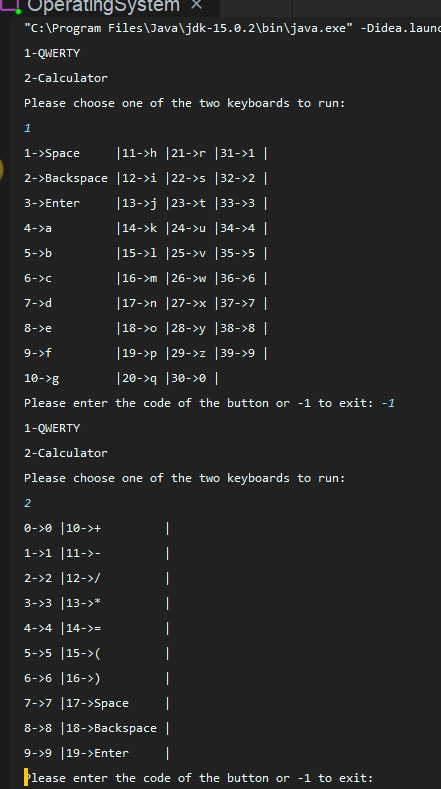 OperatingSystem ×
"C:\Program Files\Java\jdk-15.0.2\bin\java.exe" -Didea.launc
1-QWERTY
2-Calculator
Please choose one of the two keyboards to run:
1
1->Space     |11->h |21->r |31->1 |
2->Backspace |12->i |22->s |32->2 |
3->Enter     |13->j |23->t |33->3 |
4->a         |14->k |24->u |34->4 |
5->b         |15->l |25->v |35->5 |
6->c         |16->m |26->w |36->6 |
7->d         |17->n |27->x |37->7 |
8->e         |18->o |28->y |38->8 |
9->f         |19->p |29->z |39->9 |
10->g        |20->q |30->0 |
Please enter the code of the button or -1 to exit: -1
1-QWERTY
2-Calculator
Please choose one of the two keyboards to run:
2
0->0 |10->+         |
1->1 |11->-         |
2->2 |12->/         |
3->3 |13->*         |
4->4 |14->=         |
5->5 |15->(         |
6->6 |16->)         |
7->7 |17->Space     |
8->8 |18->Backspace |
9->9 |19->Enter     |
Please enter the code of the button or -1 to exit: